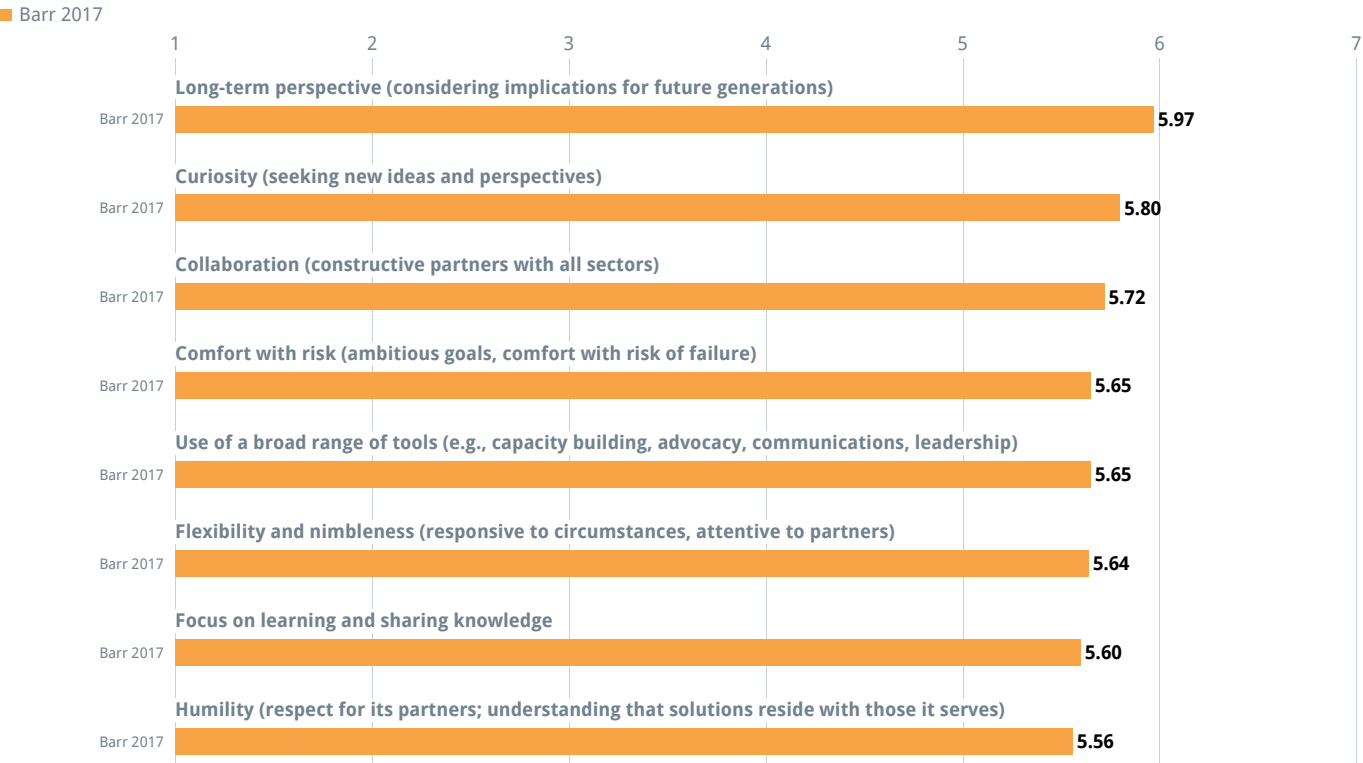 Barr 2017
1 2 3 4 5 6 7
Long-term perspective (considering implications for future generations)
Barr 2017 5.97
Curiosity (seeking new ideas and perspectives)
Barr 2017 5.80
Collaboration (constructive partners with all sectors)
Barr 2017 5.72
Comfort with risk (ambitious goals, comfort with risk of failure)
Barr 2017 5.65
Use of a broad range of tools (e.g., capacity building, advocacy, communications, leadership)
Barr 2017 5.65
Flexibility and nimbleness (responsive to circumstances, attentive to partners)
Barr 2017 5.64
Focus on learning and sharing knowledge
Barr 2017 5.60
Humility (respect for its partners; understanding that solutions reside with those it serves)
Barr 2017 5.56